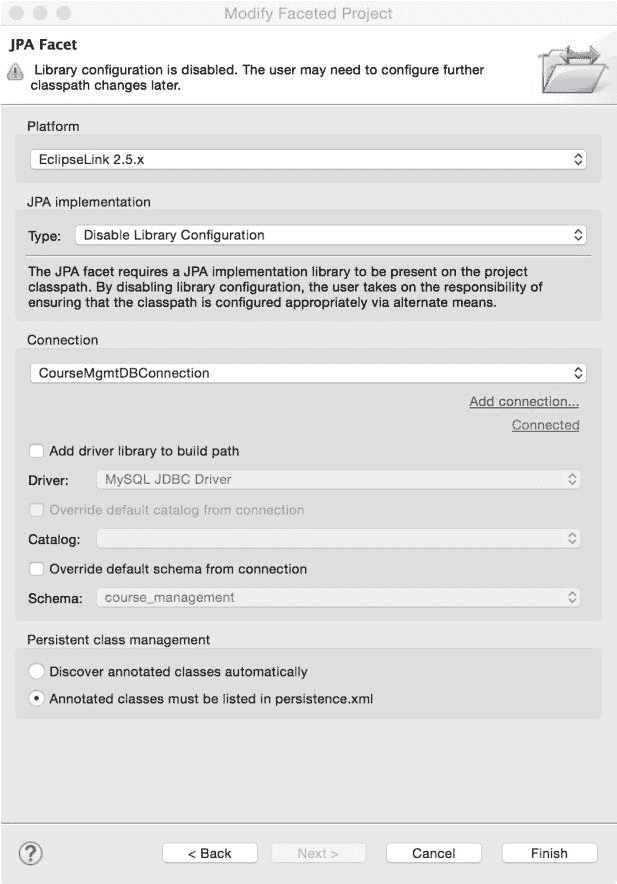 Modify Faceted Project
JPA Facet
Library configuration is disabled. The user may need to configure further
classpath changes later.
Platform
EclipseLink 2.5.x
JPA implementation
Type: Disable Library Configuration
The JPA facet requires a JPA implementation library to be present on the project
classpath. By disabling library configuration, the user takes on the responsibility of
ensuring that the classpath is configured appropriately via alternate means.
Connection
CourseMgmtDBConnection
Add connection...
Connected
Add driver library to build path
Driver: MySQL JDBC Driver
Override default catalog from connection
Catalog:
Override default schema from connection
Schema: course_management
Persistent class management
Discover annotated classes automatically
Annotated classes must be listed in persistence.xml
? < Back Next > Cancel Finish